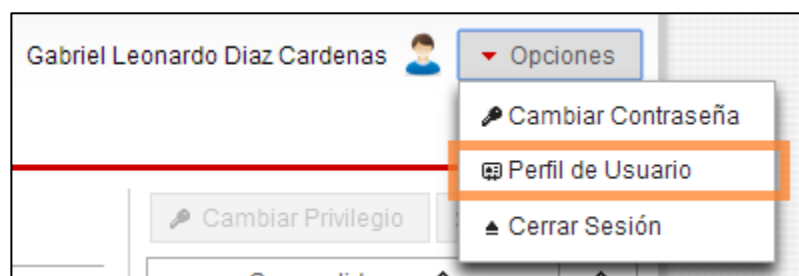 Gabriel Leonardo Diaz Cardenas
Opciones
Cambiar Contraseña
Perfil de Usuario
Cambiar Privilegio
Cerrar Sesión